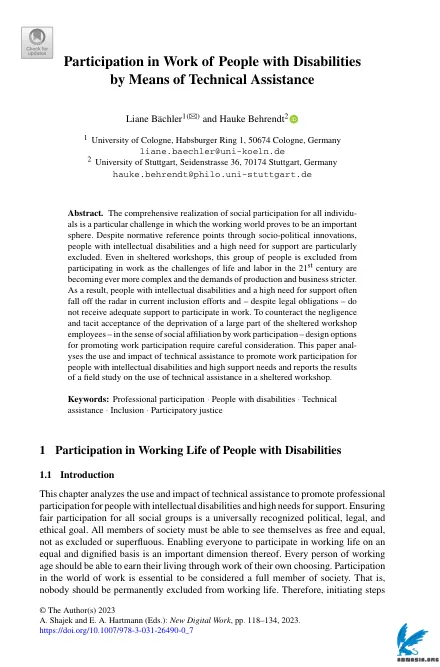 Check for
updates
Participation in Work of People with Disabilities
by Means of Technical Assistance
Liane Bächler1(✉) and Hauke Behrendt2
1 University of Cologne, Habsburger Ring 1, 50674 Cologne, Germany
liane.baechler@uni-koeln.de
2 University of Stuttgart, Seidenstrasse 36, 70174 Stuttgart, Germany
hauke.behrendt@philo.uni-stuttgart.de
Abstract. The comprehensive realization of social participation for all individu-
als is a particular challenge in which the working world proves to be an important
sphere. Despite normative reference points through socio-political innovations,
people with intellectual disabilities and a high need for support are particularly
excluded. Even in sheltered workshops, this group of people is excluded from
participating in work as the challenges of life and labor in the 21st century are
becoming ever more complex and the demands of production and business stricter.
As a result, people with intellectual disabilities and a high need for support often
fall off the radar in current inclusion efforts and – despite legal obligations – do
not receive adequate support to participate in work. To counteract the negligence
and tacit acceptance of the deprivation of a large part of the sheltered workshop
employees – in the sense of social affiliation by work participation – design options
for promoting work participation require careful consideration. This paper anal-
yses the use and impact of technical assistance to promote work participation for
people with intellectual disabilities and high support needs and reports the results
of a field study on the use of technical assistance in a sheltered workshop.
Keywords: Professional participation · People with disabilities · Technical
assistance · Inclusion · Participatory justice
1 Participation in Working Life of People with Disabilities
1.1 Introduction
This chapter analyzes the use and impact of technical assistance to promote professional
participation for people with intellectual disabilities and high needs for support. Ensuring
fair participation for all social groups is a universally recognized political, legal, and
ethical goal. All members of society must be able to see themselves as free and equal,
not as excluded or superfluous. Enabling everyone to participate in working life on an
equal and dignified basis is an important dimension thereof. Every person of working
age should be able to earn their living through work of their own choosing. Participation
in the world of work is essential to be considered a full member of society. That is,
nobody should be permanently excluded from working life. Therefore, initiating steps
© The Author(s) 2023
A. Shajek and E. A. Hartmann (Eds.): New Digital Work, pp. 118–134, 2023.
https://doi.org/10.1007/978-3-031-26490-0_7